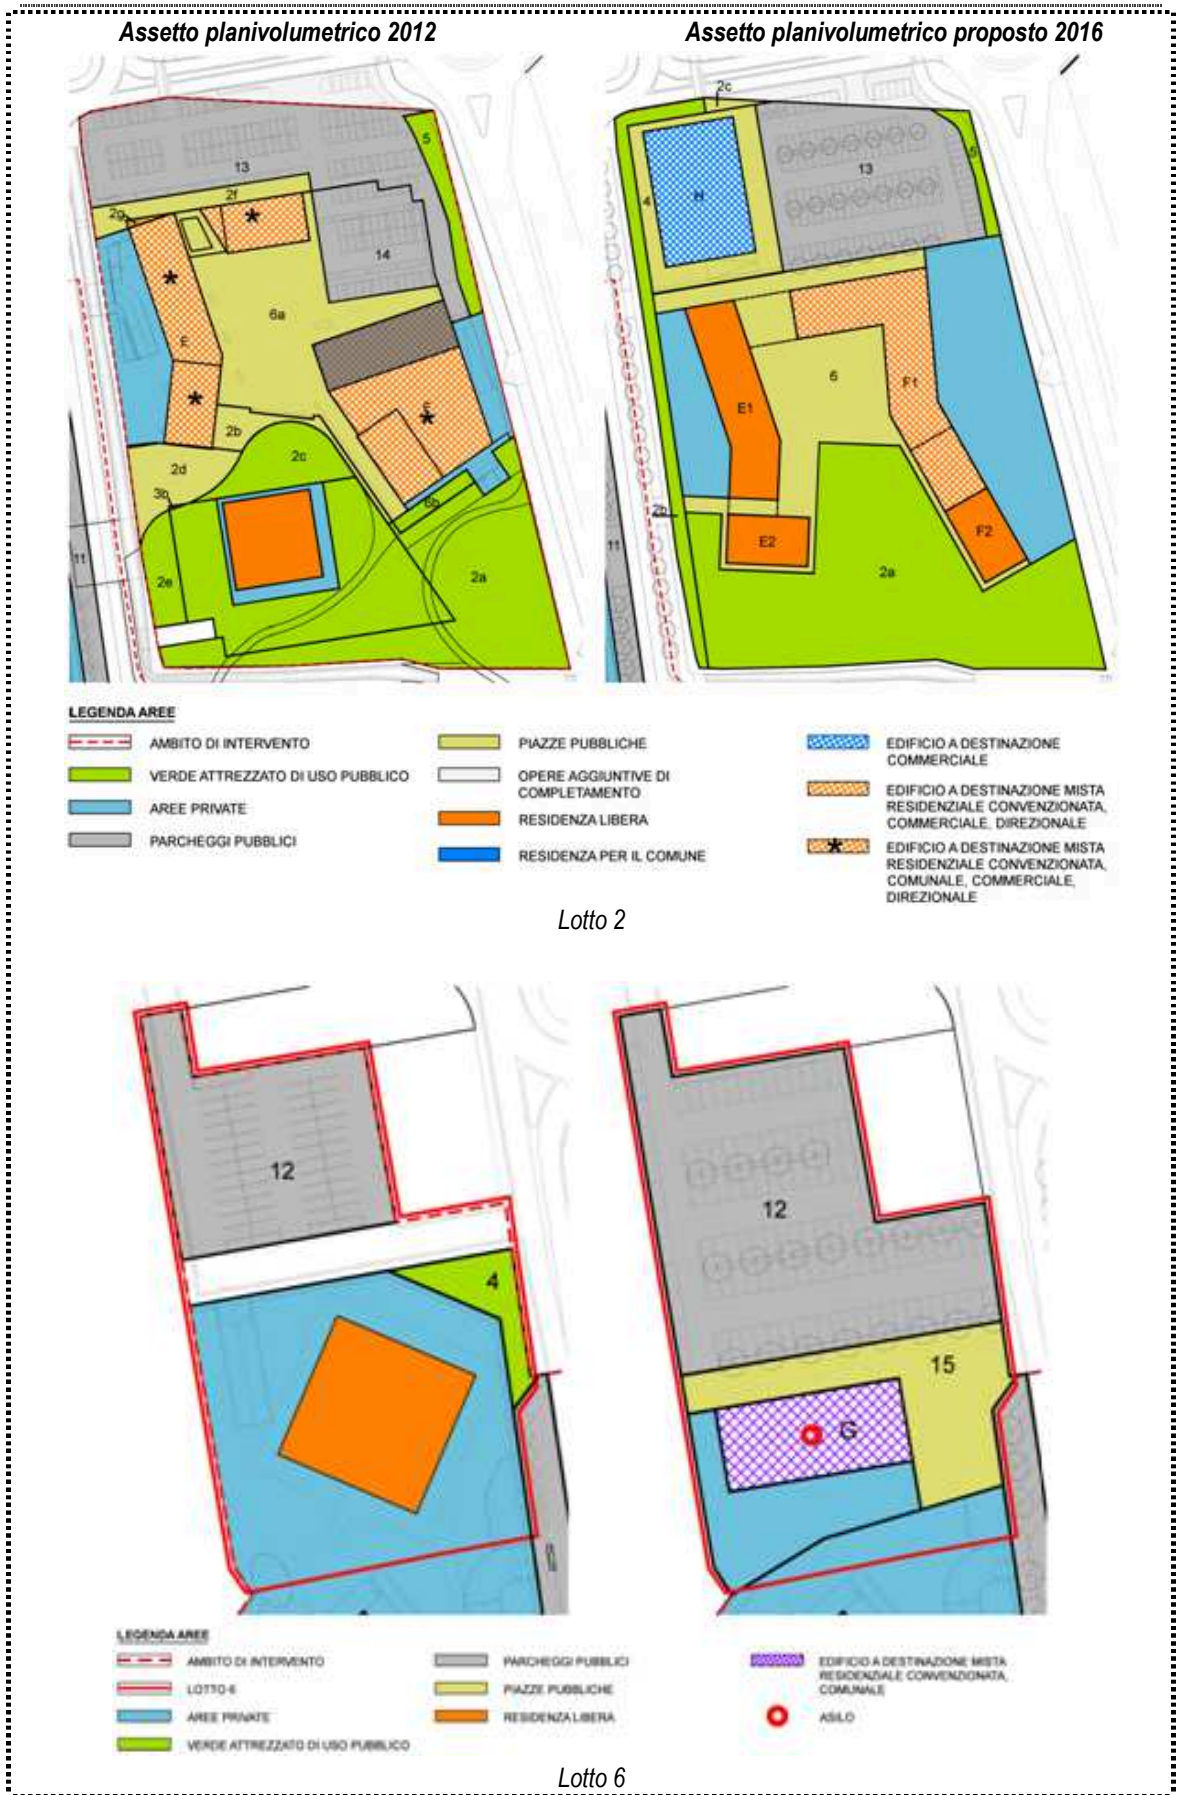 Assetto planivolumetrico 2012
Assetto planivolumetrico proposto 2016
5
13
2f
2g
14
6a
E
E
2b
2c
2d
3b
6b
2e
2a
11
2c
H
4
13
5
6
F1
E1
2b
E2
F2
2a
11
LEGENDA AREE
AMBITO DI INTERVENTO
VERDE ATTREZZATO DI USO PUBBLICO
AREE PRIVATE
PARCHEGGI PUBBLICI
PIAZZE PUBBLICHE
OPERE AGGIUNTIVE DI
COMPLETAMENTO
RESIDENZA LIBERA
RESIDENZA PER IL COMUNE
EDIFICIO A DESTINAZIONE
COMMERCIALE
EDIFICIO A DESTINAZIONE MISTA
RESIDENZIALE CONVENZIONATA,
COMMERCIALE, DIREZIONALE
EDIFICIO A DESTINAZIONE MISTA
RESIDENZIALE CONVENZIONATA,
COMUNALE, COMMERCIALE,
DIREZIONALE
Lotto 2
12
4
12
15
G
LEGENDA AREE
AMBITO DI INTERVENTO
LOTTO 6
AREE PRIVATE
VERDE ATTREZZATO DI USO PUBBLICO
PARCHEGGI PUBBLICI
PIAZZE PUBBLICHE
RESIDENZA LIBERA
EDIFICIO A DESTINAZIONE MISTA
RESIDENZIALE CONVENZIONATA,
COMUNALE
ASILO
Lotto 6